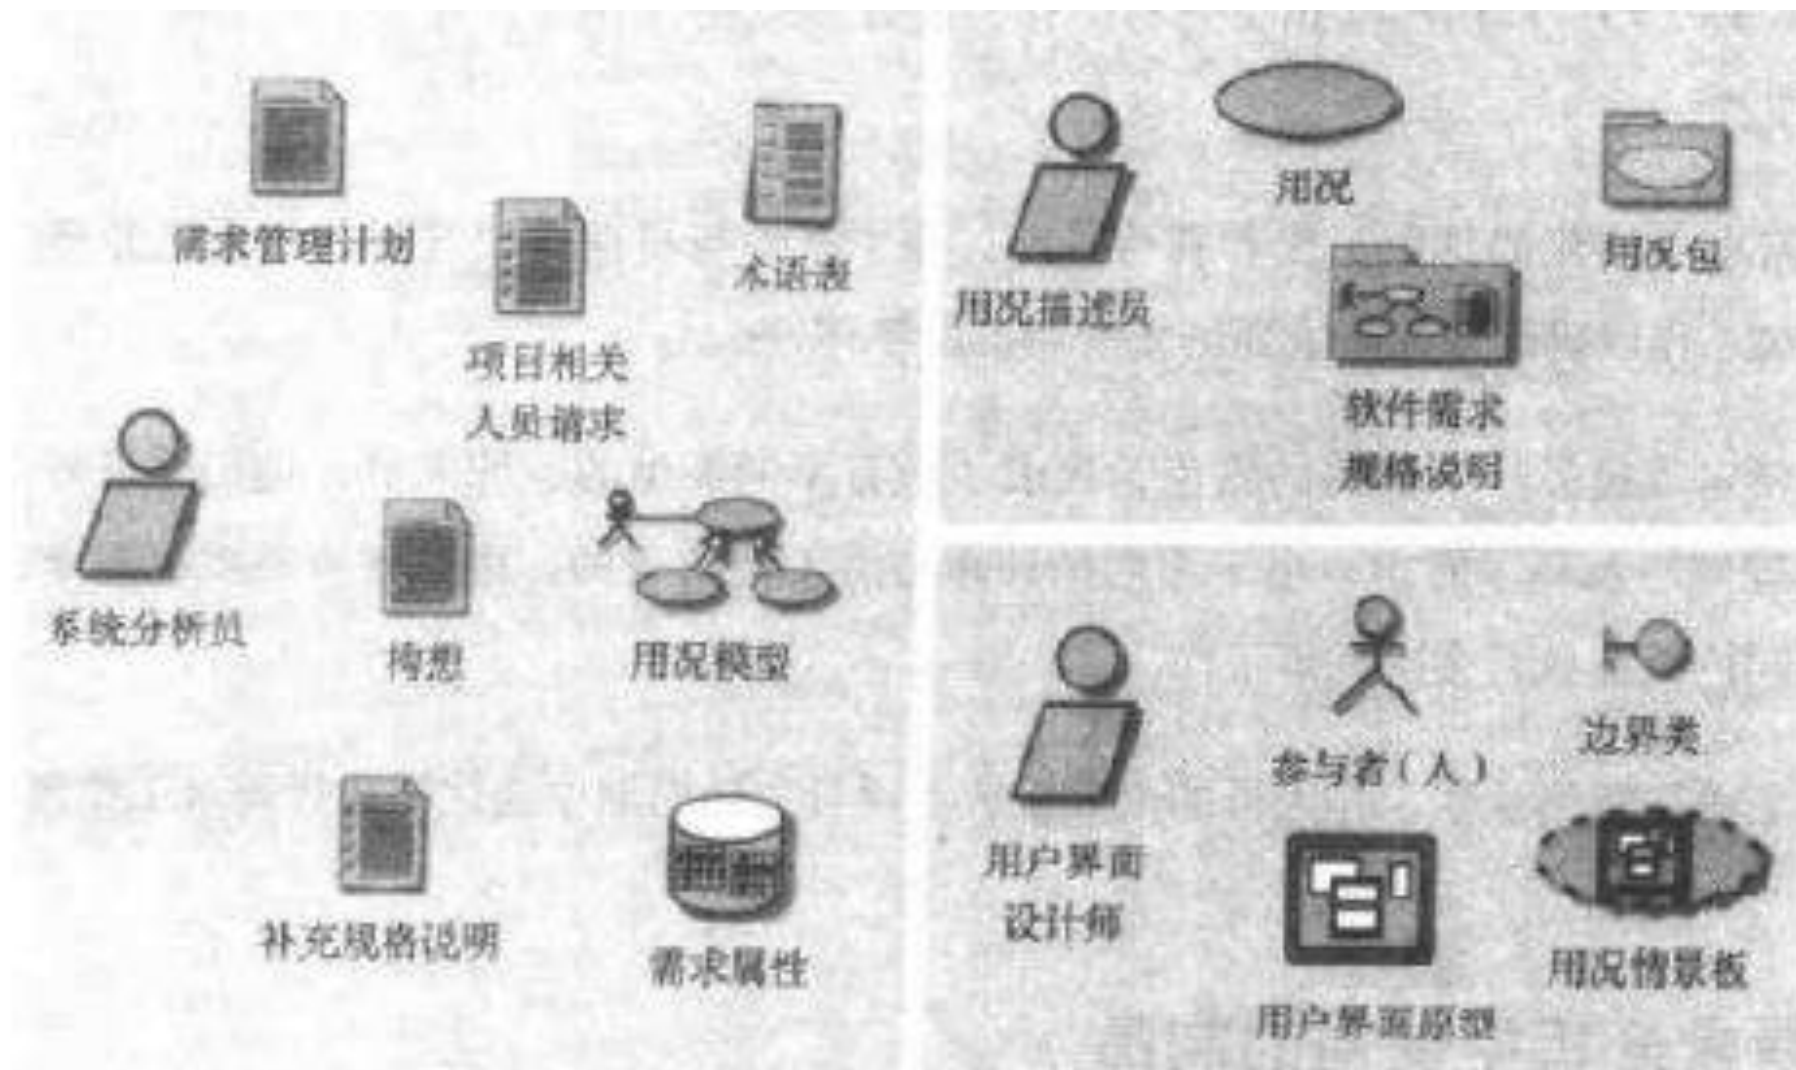 需求管理计划
术语表
项目相关
人员请求
系统分析员
构想
用况模型
补充规格说明
需求属性
用况
用况包
用况描述员
软件需求
规格说明
参与者(人)
边界类
用户界面
设计师
用况情景板
用户界面原型